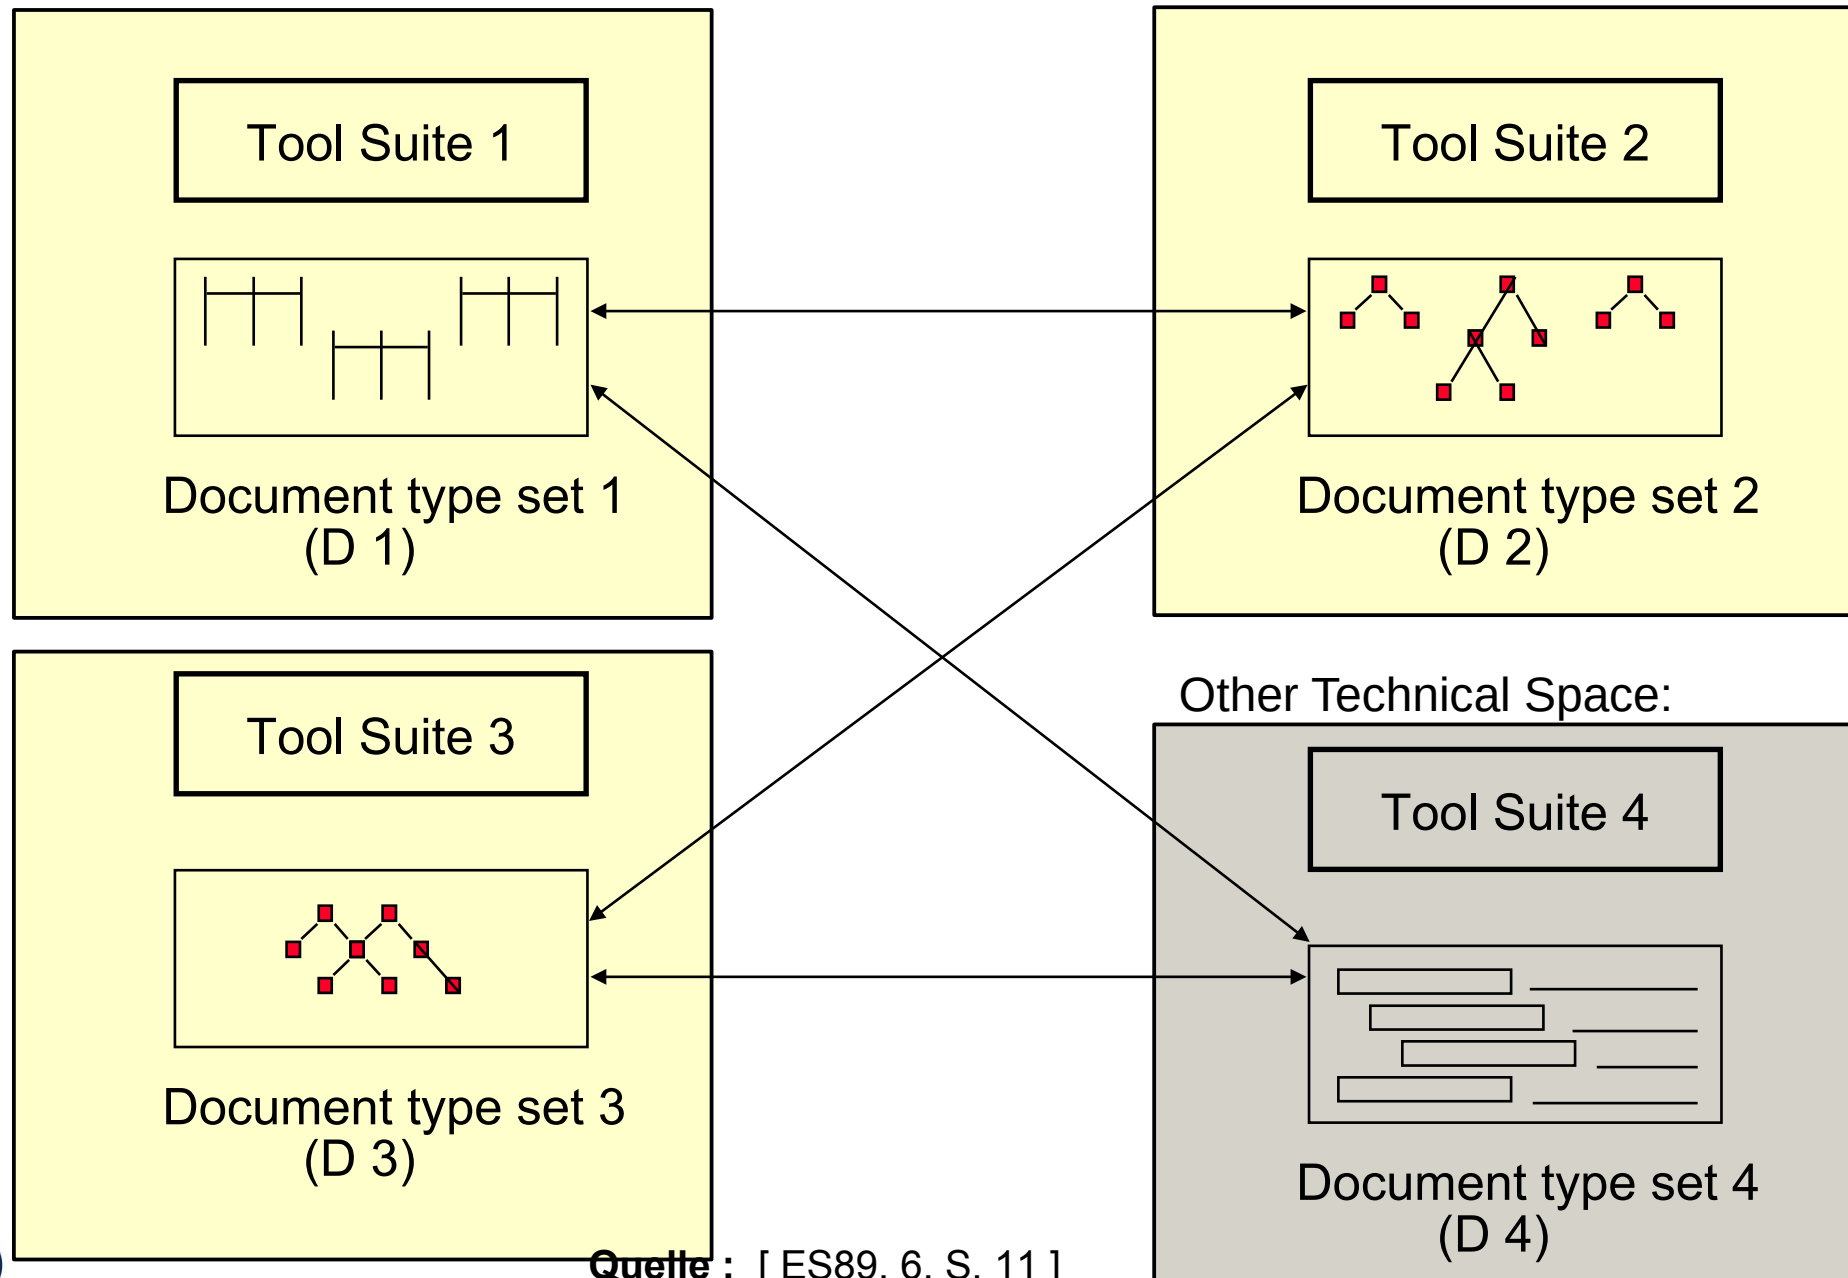 Tool Suite 1
Document type set 1
(D 1)
Tool Suite 2
Document type set 2
(D 2)
Tool Suite 3
Document type set 3
(D 3)
Other Technical Space:
Tool Suite 4
Document type set 4
(D 4)
Quelle : [ ES89, 6, S. 11 ]